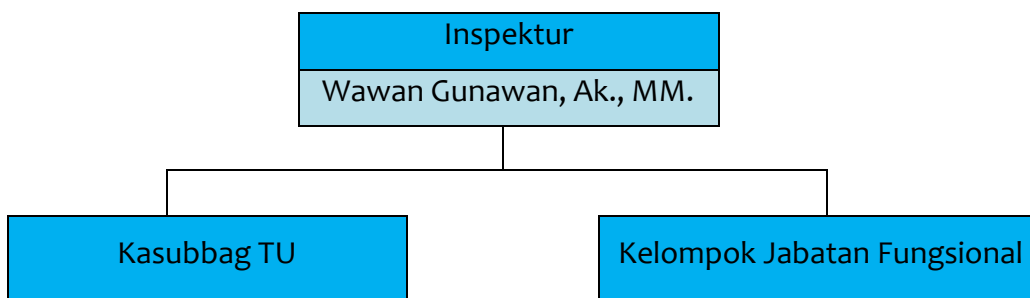 Inspektur
Wawan Gunawan, Ak., MM.
Kasubbag TU
Kelompok Jabatan Fungsional